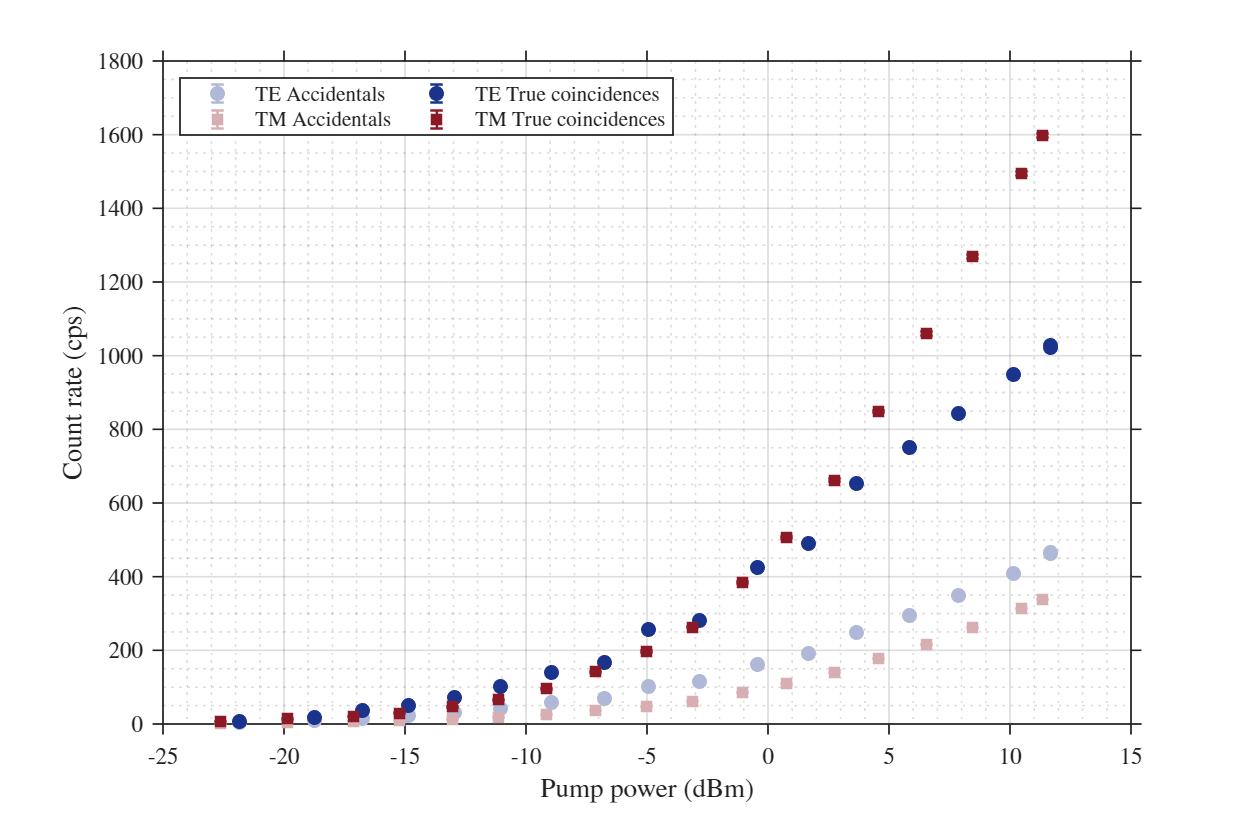 1800
1600
1400
1200
1000
800
600
400
200
0
Count rate (cps)
TE Accidentals TE True coincidences
TM Accidentals TM True coincidences
-25 -20 -15 -10 -5 0 5 10 15
Pump power (dBm)